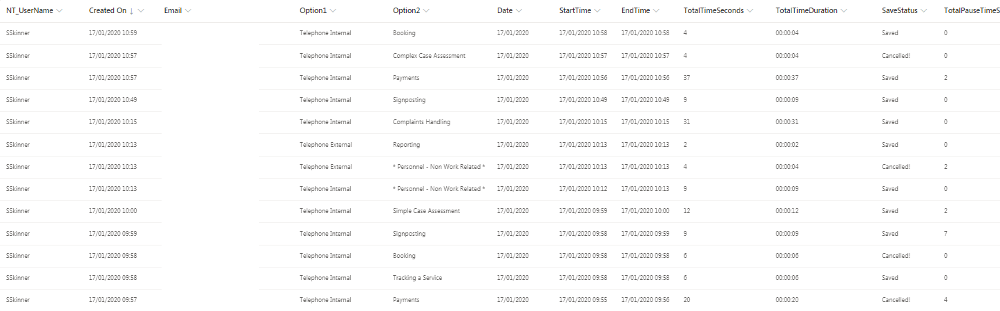 NT_UserName Created On ↓ Email Option1 Option2 Date StartTime EndTime TotalTimeSeconds TotalTimeDuration SaveStatus TotalPauseTimeS
SSkinner 17/01/2020 10:59 Telephone Internal Booking 17/01/2020 17/01/2020 10:58 17/01/2020 10:58 4 00:00:04 Saved 0
SSkinner 17/01/2020 10:57 Telephone Internal Complex Case Assessment 17/01/2020 17/01/2020 10:57 17/01/2020 10:57 4 00:00:04 Cancelled! 0
SSkinner 17/01/2020 10:57 Telephone Internal Payments 17/01/2020 17/01/2020 10:56 17/01/2020 10:56 37 00:00:37 Saved 2
SSkinner 17/01/2020 10:49 Telephone Internal Signposting 17/01/2020 17/01/2020 10:49 17/01/2020 10:49 9 00:00:09 Saved 0
SSkinner 17/01/2020 10:15 Telephone Internal Complaints Handling 17/01/2020 17/01/2020 10:15 17/01/2020 10:15 31 00:00:31 Saved 0
SSkinner 17/01/2020 10:13 Telephone External Reporting 17/01/2020 17/01/2020 10:13 17/01/2020 10:13 2 00:00:02 Saved 0
SSkinner 17/01/2020 10:13 Telephone External * Personnel - Non Work Related * 17/01/2020 17/01/2020 10:13 17/01/2020 10:13 4 00:00:04 Cancelled! 2
SSkinner 17/01/2020 10:13 Telephone Internal * Personnel - Non Work Related * 17/01/2020 17/01/2020 10:12 17/01/2020 10:13 9 00:00:09 Saved 0
SSkinner 17/01/2020 10:00 Telephone Internal Simple Case Assessment 17/01/2020 17/01/2020 09:59 17/01/2020 10:00 12 00:00:12 Saved 2
SSkinner 17/01/2020 09:59 Telephone Internal Signposting 17/01/2020 17/01/2020 09:58 17/01/2020 09:59 9 00:00:09 Saved 7
SSkinner 17/01/2020 09:58 Telephone Internal Booking 17/01/2020 17/01/2020 09:58 17/01/2020 09:58 6 00:00:06 Cancelled! 0
SSkinner 17/01/2020 09:58 Telephone Internal Tracking a Service 17/01/2020 17/01/2020 09:58 17/01/2020 09:58 6 00:00:06 Saved 0
SSkinner 17/01/2020 09:57 Telephone Internal Payments 17/01/2020 17/01/2020 09:55 17/01/2020 09:56 20 00:00:20 Cancelled! 4